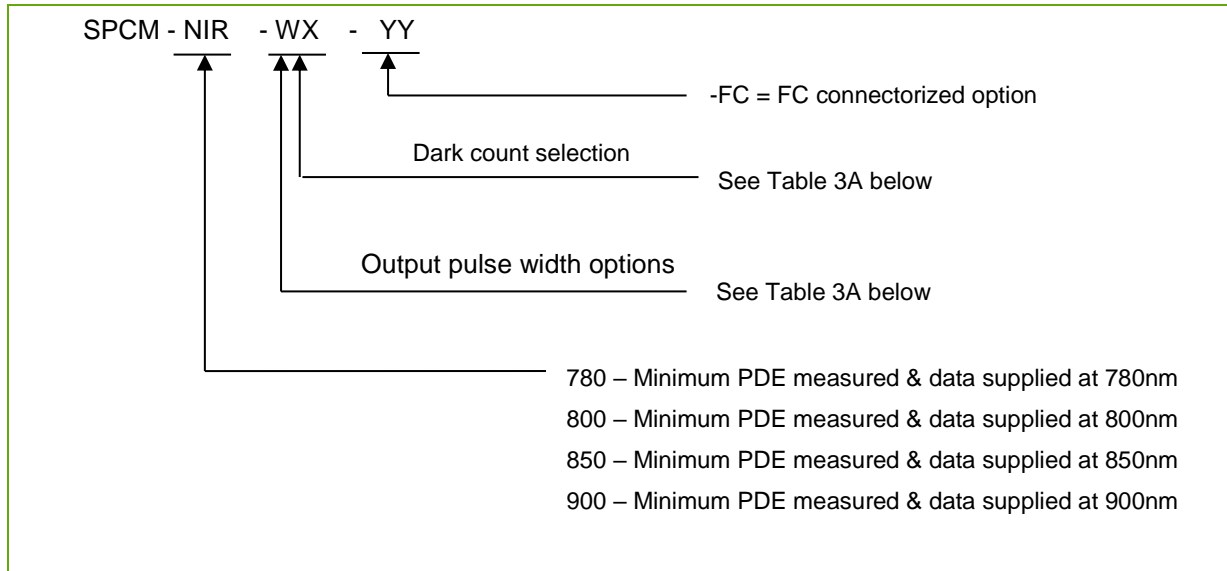 SPCM - NIR - WX - YY
-FC = FC connectorized option
Dark count selection
See Table 3A below
Output pulse width options
See Table 3A below
780 – Minimum PDE measured & data supplied at 780nm
800 – Minimum PDE measured & data supplied at 800nm
850 – Minimum PDE measured & data supplied at 850nm
900 – Minimum PDE measured & data supplied at 900nm